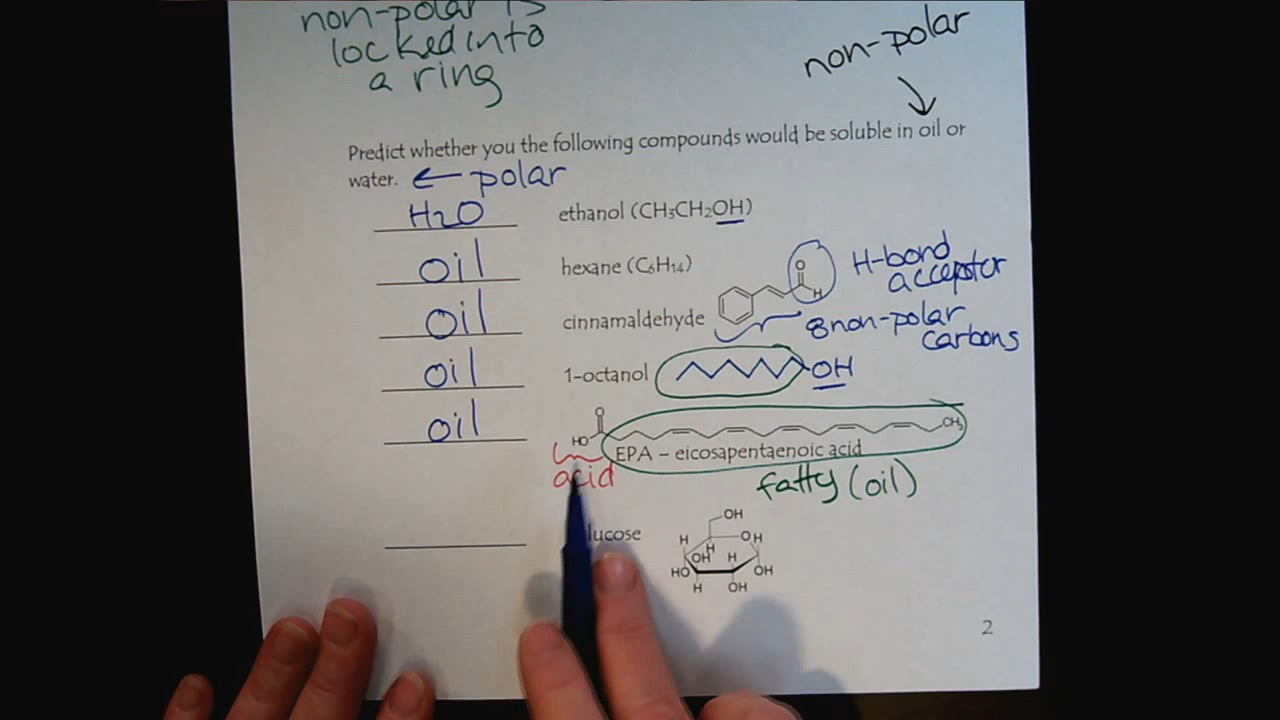 non-polar is
locked into
a ring
non-polar
Predict whether you the following compounds would be soluble in oil or
water. ← polar
H2O ethanol (CH3CH2OH)
oil hexane (C6H14)
H-bond
acceptor
O
H
oil cinnamaldehyde
8 non-polar
carbons
oil 1-octanol OH
oil
O
HO CH3
EPA – eicosapentaenoic acid
acid
fatty (oil)
lucose
OH
H O H
H
OH H
HO OH
H OH
2